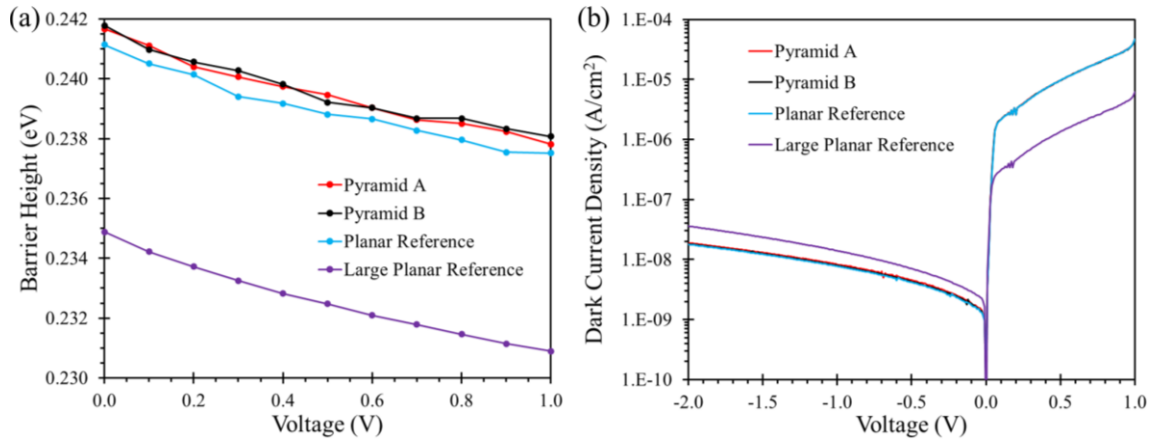 (a)
0.242
0.240
0.238
0.236
0.234
0.232
0.230
Barrier Height (eV)
Pyramid A
Pyramid B
Planar Reference
Large Planar Reference
0.0 0.2 0.4 0.6 0.8 1.0
Voltage (V)
(b)
1.E-04
1.E-05
1.E-06
1.E-07
1.E-08
1.E-09
1.E-10
Dark Current Density (A/cm²)
Pyramid A
Pyramid B
Planar Reference
Large Planar Reference
-2.0 -1.5 -1.0 -0.5 0.0 0.5 1.0
Voltage (V)